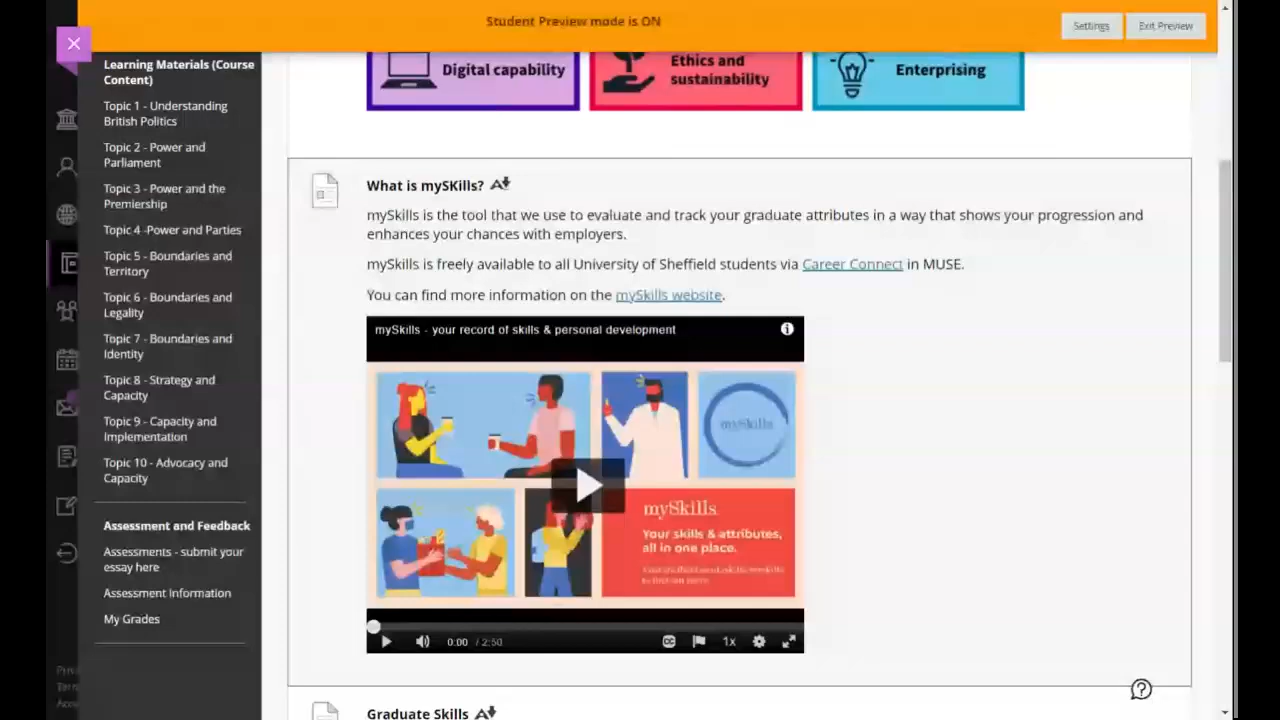 Student Preview mode is ON
Settings
Exit Preview
Learning Materials (Course
Content)
Topic 1 - Understanding
British Politics
Topic 2 - Power and
Parliament
Topic 3 - Power and the
Premiership
Topic 4 -Power and Parties
Topic 5 - Boundaries and
Territory
Topic 6 - Boundaries and
Legality
Topic 7 - Boundaries and
Identity
Topic 8 - Strategy and
Capacity
Topic 9 - Capacity and
Implementation
Topic 10 - Advocacy and
Capacity
Assessment and Feedback
Assessments - submit your
essay here
Assessment Information
My Grades
Digital capability
Ethics and
sustainability
Enterprising
What is mySKills?
mySkills is the tool that we use to evaluate and track your graduate attributes in a way that shows your progression and
enhances your chances with employers.
mySkills is freely available to all University of Sheffield students via Career Connect in MUSE.
You can find more information on the mySkills website.
mySkills - your record of skills & personal development
mySkills
mySkills
Your skills & attributes,
all in one place.
0:00 / 2:50
CC
1x
Graduate Skills